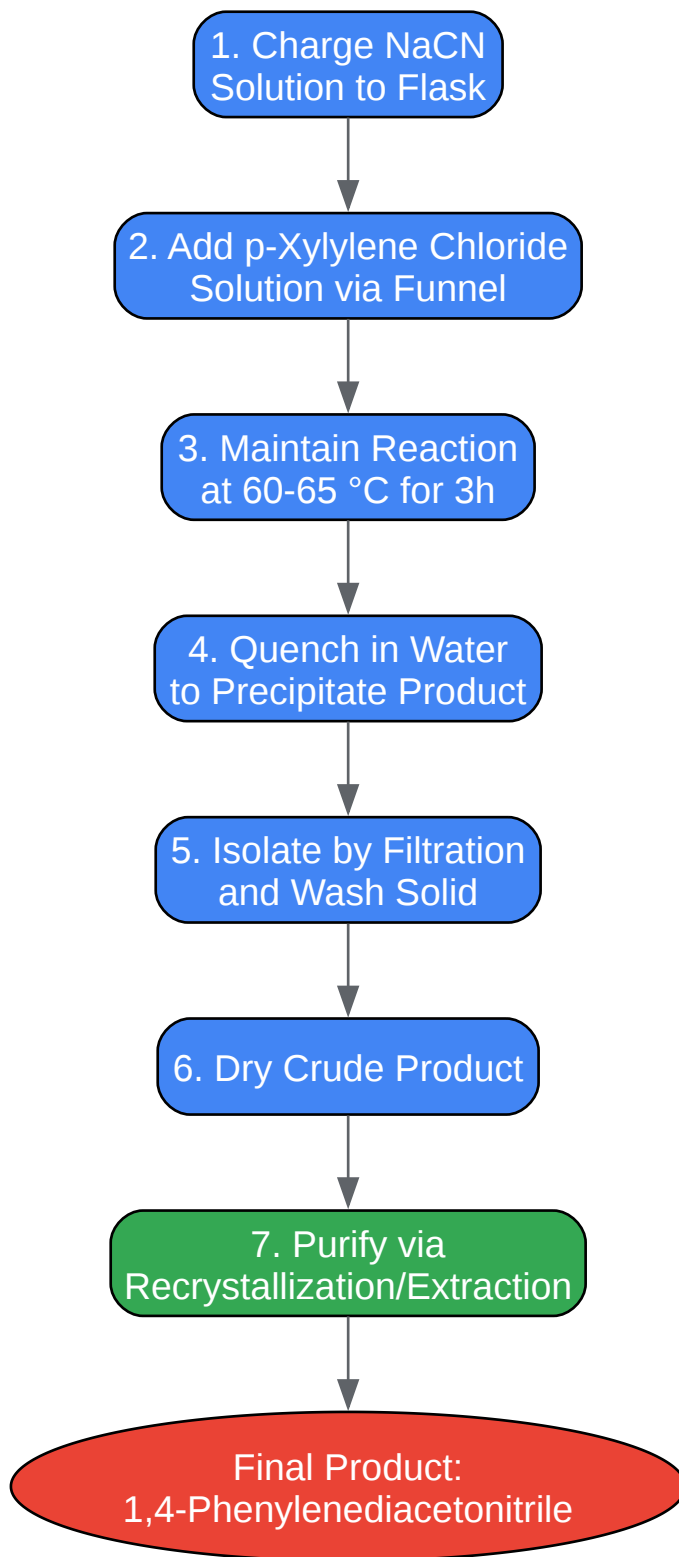 1. Charge NaCN
Solution to Flask
2. Add p-Xylylene Chloride
Solution via Funnel
3. Maintain Reaction
at 60-65 °C for 3h
4. Quench in Water
to Precipitate Product
5. Isolate by Filtration
and Wash Solid
6. Dry Crude Product
7. Purify via
Recrystallization/Extraction
Final Product:
1,4-Phenylenediacetonitrile